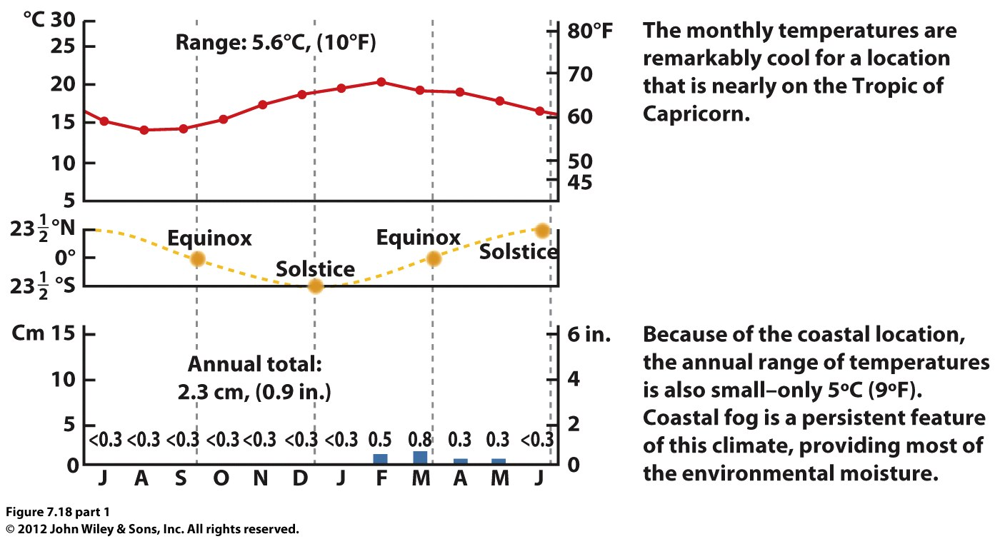 °C 30
25
20
15
10
5
Range: 5.6°C, (10°F)
80°F
70
60
50
45
The monthly temperatures are
remarkably cool for a location
that is nearly on the Tropic of
Capricorn.
23 1/2 °N
0°
23 1/2 °S
Equinox
Solstice
Equinox
Solstice
Cm 15
10
5
0
Annual total:
2.3 cm, (0.9 in.)
6 in.
4
2
0
<0.3 <0.3 <0.3 <0.3 <0.3 <0.3 <0.3 0.5 0.8 0.3 0.3 <0.3
J A S O N D J F M A M J
Because of the coastal location,
the annual range of temperatures
is also small–only 5ºC (9ºF).
Coastal fog is a persistent feature
of this climate, providing most of
the environmental moisture.
Figure 7.18 part 1
© 2012 John Wiley & Sons, Inc. All rights reserved.